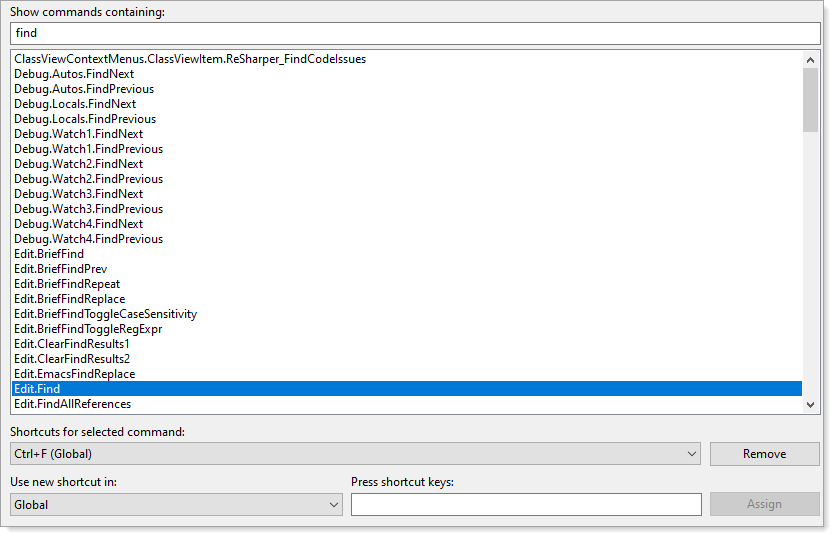 Show commands containing:
find
ClassViewContextMenus.ClassViewItem.ReSharper_FindCodeIssues
Debug.Autos.FindNext
Debug.Autos.FindPrevious
Debug.Locals.FindNext
Debug.Locals.FindPrevious
Debug.Watch1.FindNext
Debug.Watch1.FindPrevious
Debug.Watch2.FindNext
Debug.Watch2.FindPrevious
Debug.Watch3.FindNext
Debug.Watch3.FindPrevious
Debug.Watch4.FindNext
Debug.Watch4.FindPrevious
Edit.BriefFind
Edit.BriefFindPrev
Edit.BriefFindRepeat
Edit.BriefFindReplace
Edit.BriefFindToggleCaseSensitivity
Edit.BriefFindToggleRegExpr
Edit.ClearFindResults1
Edit.ClearFindResults2
Edit.EmacsFindReplace
Edit.Find
Edit.FindAllReferences
Shortcuts for selected command:
Ctrl+F (Global)
Remove
Use new shortcut in:
Press shortcut keys:
Global
Assign